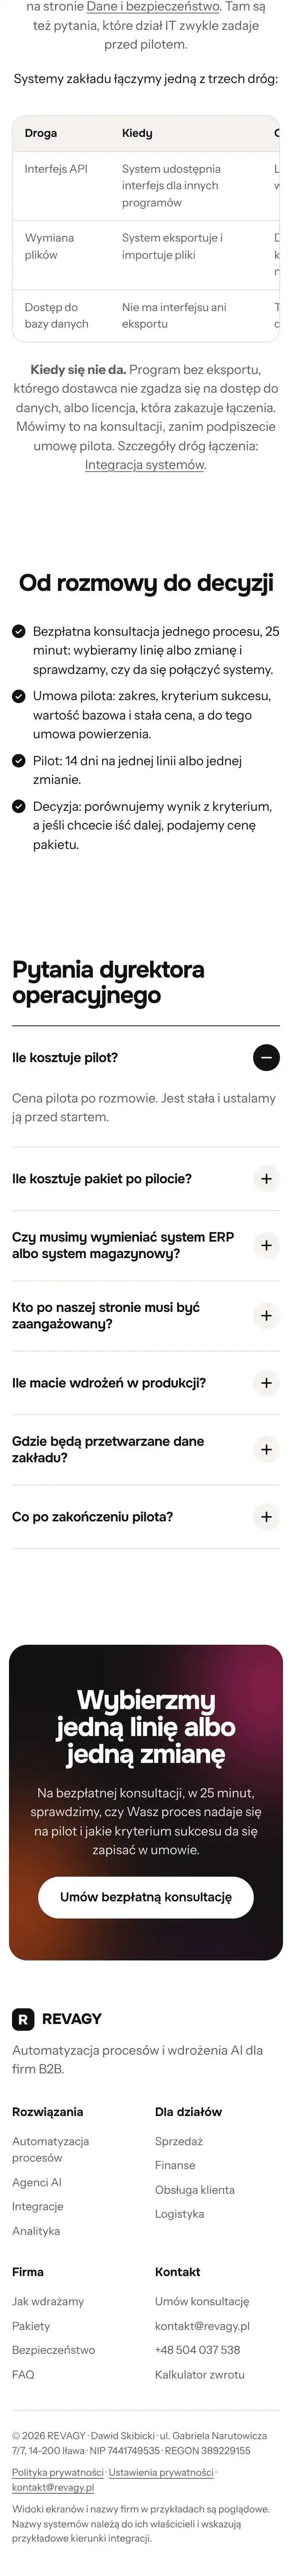 na stronie Dane i bezpieczeństwo. Tam są
też pytania, które dział IT zwykle zadaje
przed pilotem.
Systemy zakładu łączymy jedną z trzech dróg:
Droga Kiedy
Interfejs API System udostępnia
interfejs dla innych
programów
Wymiana System eksportuje i
plików importuje pliki
Dostęp do Nie ma interfejsu ani
bazy danych eksportu
Kiedy się nie da. Program bez eksportu,
którego dostawca nie zgadza się na dostęp do
danych, albo licencja, która zakazuje łączenia.
Mówimy to na konsultacji, zanim podpiszecie
umowę pilota. Szczegóły dróg łączenia:
Integracja systemów.
Od rozmowy do decyzji
Bezpłatna konsultacja jednego procesu, 25
minut: wybieramy linię albo zmianę i
sprawdzamy, czy da się połączyć systemy.
Umowa pilota: zakres, kryterium sukcesu,
wartość bazowa i stała cena, a do tego
umowa powierzenia.
Pilot: 14 dni na jednej linii albo jednej
zmianie.
Decyzja: porównujemy wynik z kryterium,
a jeśli chcecie iść dalej, podajemy cenę
pakietu.
Pytania dyrektora
operacyjnego
Ile kosztuje pilot?
Cena pilota po rozmowie. Jest stała i ustalamy
ją przed startem.
Ile kosztuje pakiet po pilocie?
Czy musimy wymieniać system ERP
albo system magazynowy?
Kto po naszej stronie musi być
zaangażowany?
Ile macie wdrożeń w produkcji?
Gdzie będą przetwarzane dane
zakładu?
Co po zakończeniu pilota?
Wybierzmy
jedną linię albo
jedną zmianę
Na bezpłatnej konsultacji, w 25 minut,
sprawdzimy, czy Wasz proces nadaje się
na pilot i jakie kryterium sukcesu da się
zapisać w umowie.
Umów bezpłatną konsultację
R REVAGY
Automatyzacja procesów i wdrożenia AI dla
firm B2B.
Rozwiązania
Automatyzacja
procesów
Agenci AI
Integracje
Analityka
Dla działów
Sprzedaż
Finanse
Obsługa klienta
Logistyka
Firma
Jak wdrażamy
Pakiety
Bezpieczeństwo
FAQ
Kontakt
Umów konsultację
kontakt@revagy.pl
+48 504 037 538
Kalkulator zwrotu
© 2026 REVAGY · Dawid Skibicki · ul. Gabriela Narutowicza
7/7, 14-200 Iława · NIP 7441749535 · REGON 389229155
Polityka prywatności · Ustawienia prywatności ·
kontakt@revagy.pl
Widoki ekranów i nazwy firm w przykładach są poglądowe.
Nazwy systemów należą do ich właścicieli i wskazują
przykładowe kierunki integracji.